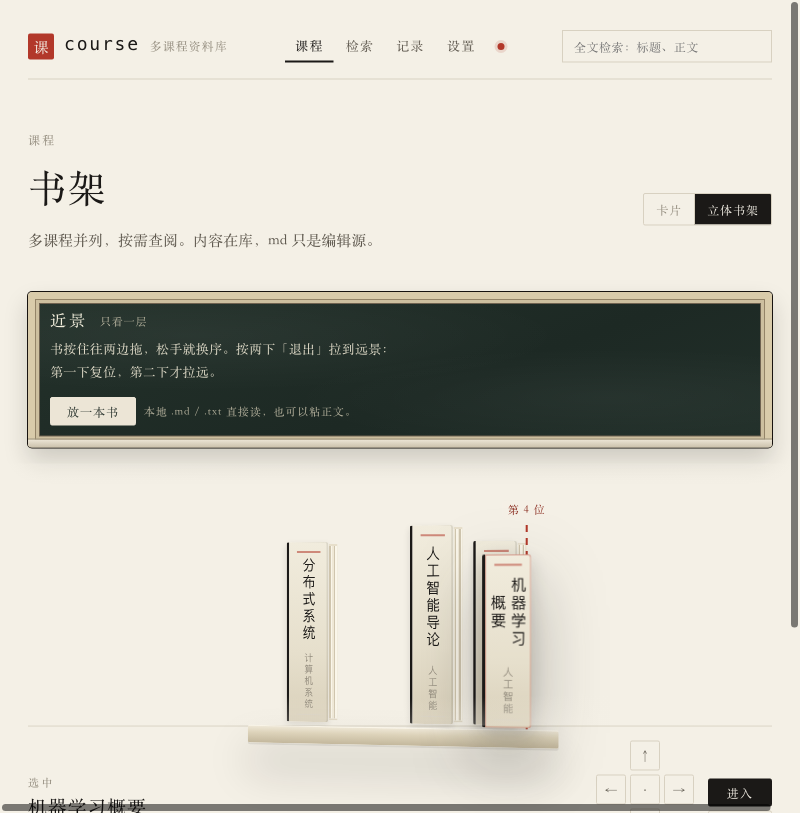 课 course 多课程资料库 课程 检索 记录 设置 全文检索：标题、正文
课程
书架
卡片 立体书架
多课程并列，按需查阅。内容在库，md 只是编辑源。
近景 只看一层
书按住往两边拖，松手就换序。按两下「退出」拉到远景：
第一下复位，第二下才拉远。
放一本书 本地 .md / .txt 直接读，也可以粘正文。
第 4 位
分布式系统
计算机系统
人工智能导论
人工智能
机器学习
概要
人工智能
↑
选中
← · → 进入
机器学习概要